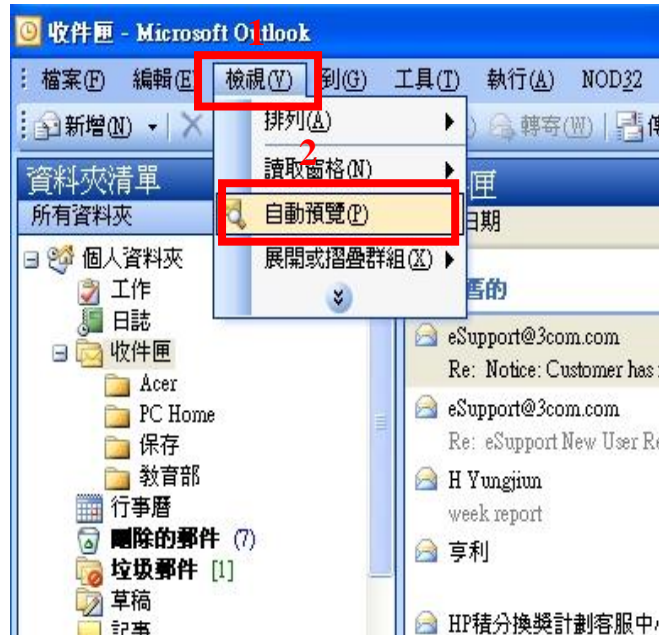 收件匣 - Microsoft Outlook
1
檔案(F) 編輯(E 檢視(V) 到(G) 工具(T) 執行(A) NOD32
新增(N) 轉寄(W)
排列(A)
2
讀取窗格(N)
自動預覽(P)
展開或摺疊群組(X)
資料夾清單
匣
所有資料夾
日期
個人資料夾
工作
舊的
日誌
eSupport@3com.com
收件匣
Re: Notice: Customer has
Acer
eSupport@3com.com
PC Home
Re: eSupport New User Re
保存
H Yungjiun
教育部
week report
行事曆
刪除的郵件 (7)
亨利
垃圾郵件 [1]
草稿
HP積分換獎計劃客服中
記事